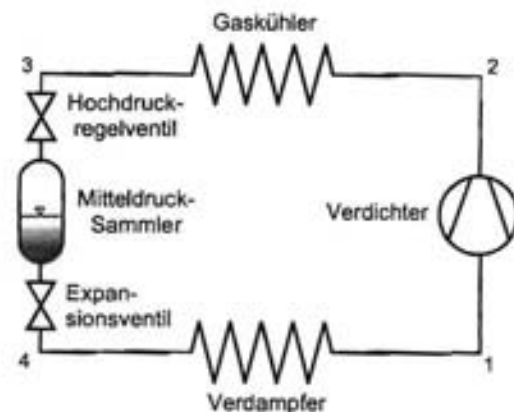 Gaskühler
3
2
Hochdruck-
regelventil
Mitteldruck-
Sammler
Verdichter
Expan-
sionsventil
4
1
Verdampfer